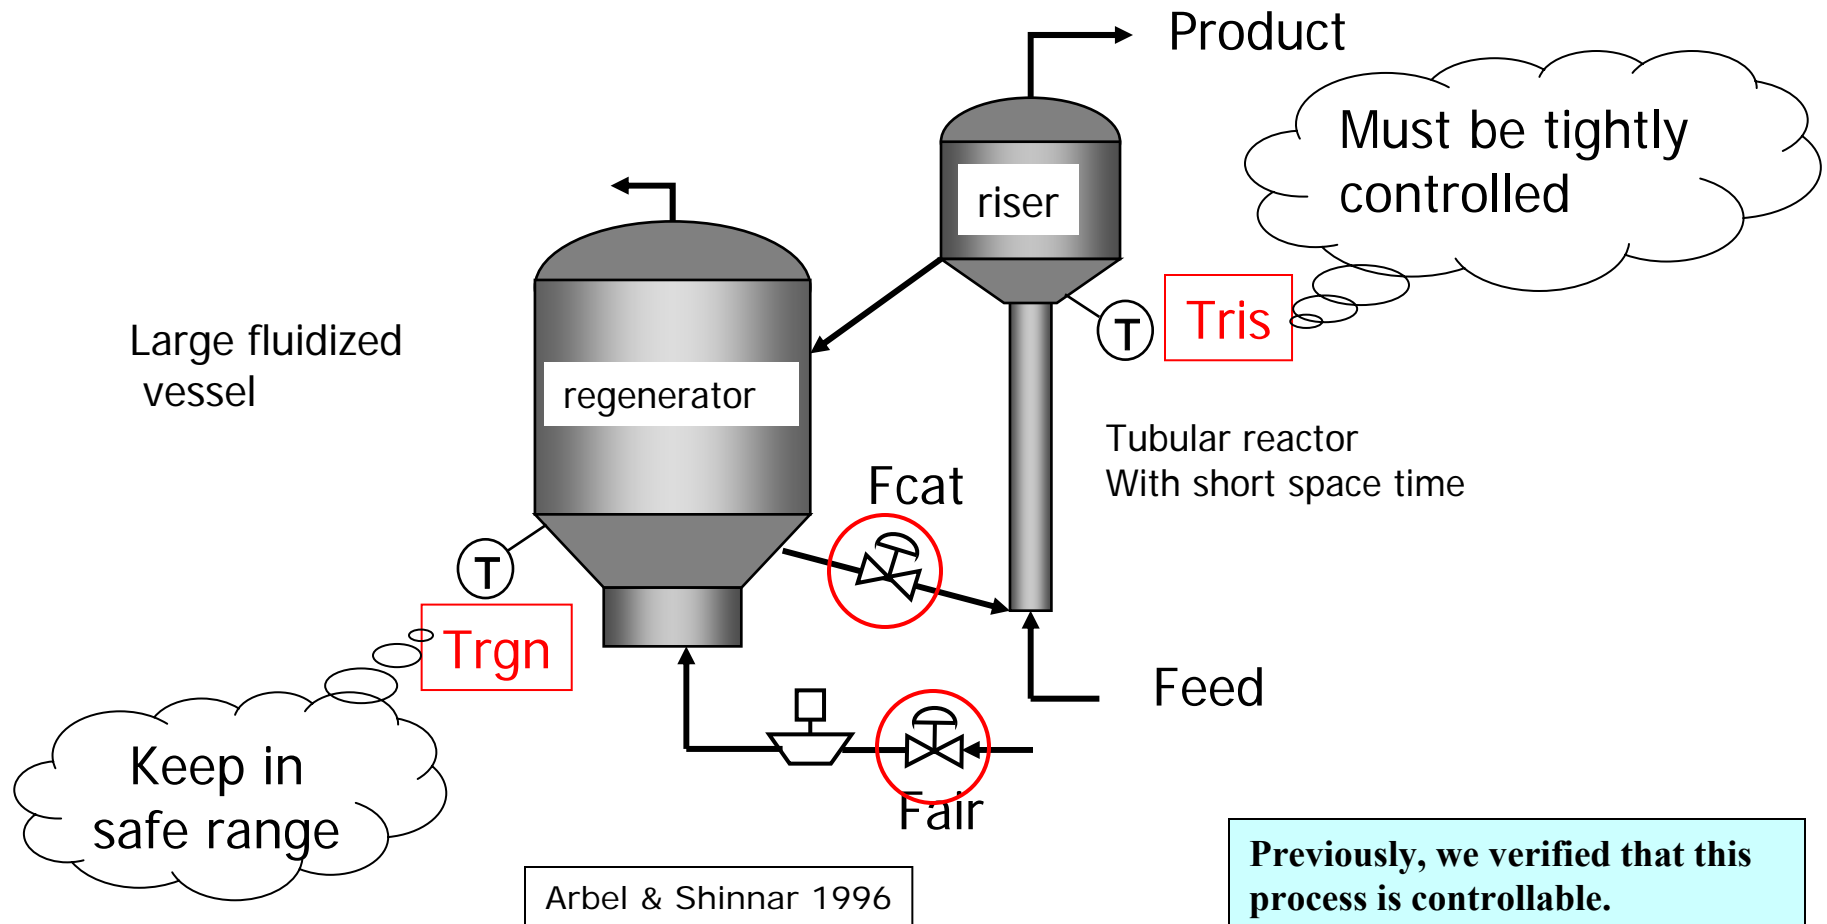 Product
Must be tightly
controlled
riser
Tris
T
Large fluidized
vessel
regenerator
Tubular reactor
With short space time
Fcat
T
Trgn
Feed
Keep in
safe range
Fair
Arbel & Shinnar 1996
Previously, we verified that this
process is controllable.